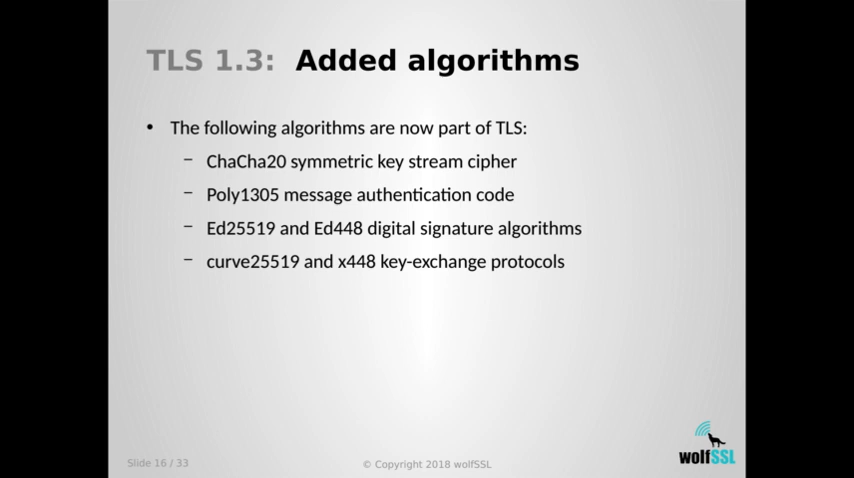 TLS 1.3: Added algorithms
• The following algorithms are now part of TLS:
– ChaCha20 symmetric key stream cipher
– Poly1305 message authentication code
– Ed25519 and Ed448 digital signature algorithms
– curve25519 and x448 key-exchange protocols
Slide 16 / 33
© Copyright 2018 wolfSSL
wolfSSL